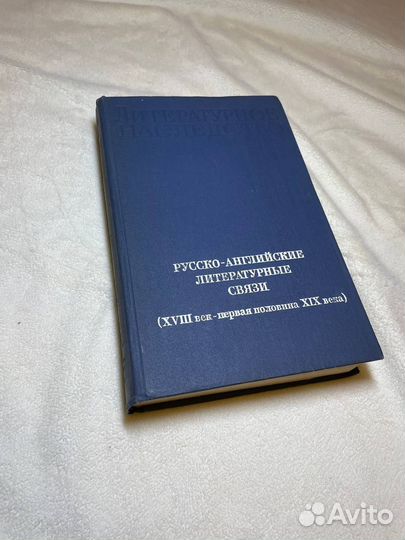 ЛИТЕРАТУРНОЕ
НАСЛЕДСТВО
РУССКО-АНГЛИЙСКИЕ
ЛИТЕРАТУРНЫЕ
СВЯЗИ
(XVIII век - первая половина XIX века)
Avito